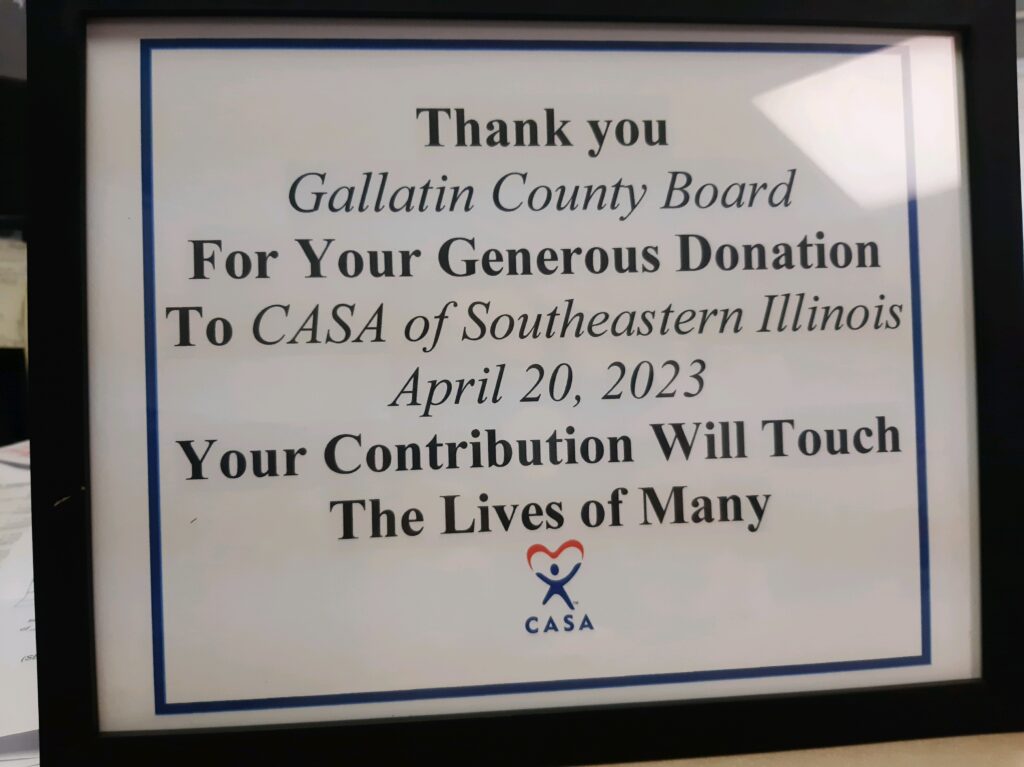 Thank you
Gallatin County Board
For Your Generous Donation
To CASA of Southeastern Illinois
April 20, 2023
Your Contribution Will Touch
The Lives of Many
CASA